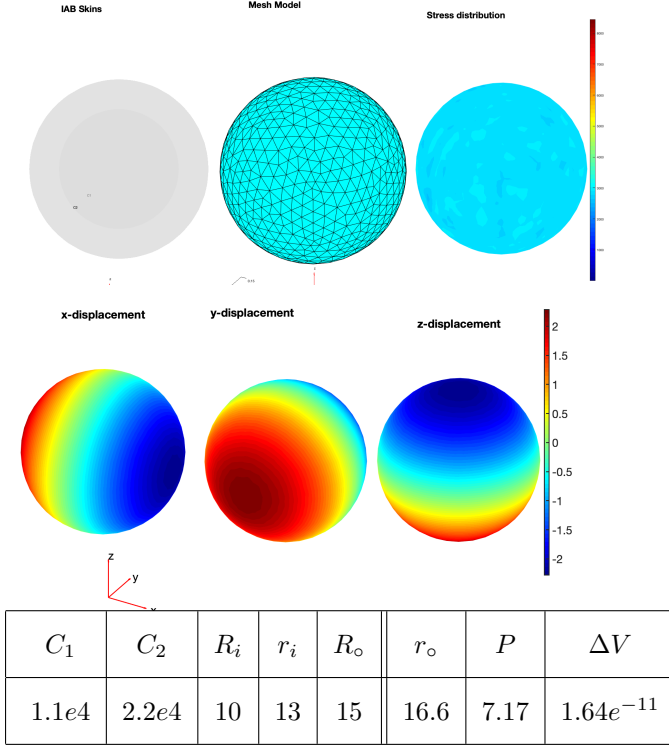 IAB Skins
Mesh Model
Stress distribution
x-displacement
y-displacement
z-displacement
2
1.5
1
0.5
0
-0.5
-1
-1.5
-2
z
y
C₁ C₂ Rᵢ rᵢ R∘ r∘ P ΔV
1.1e4 2.2e4 10 13 15 16.6 7.17 1.64e⁻¹¹